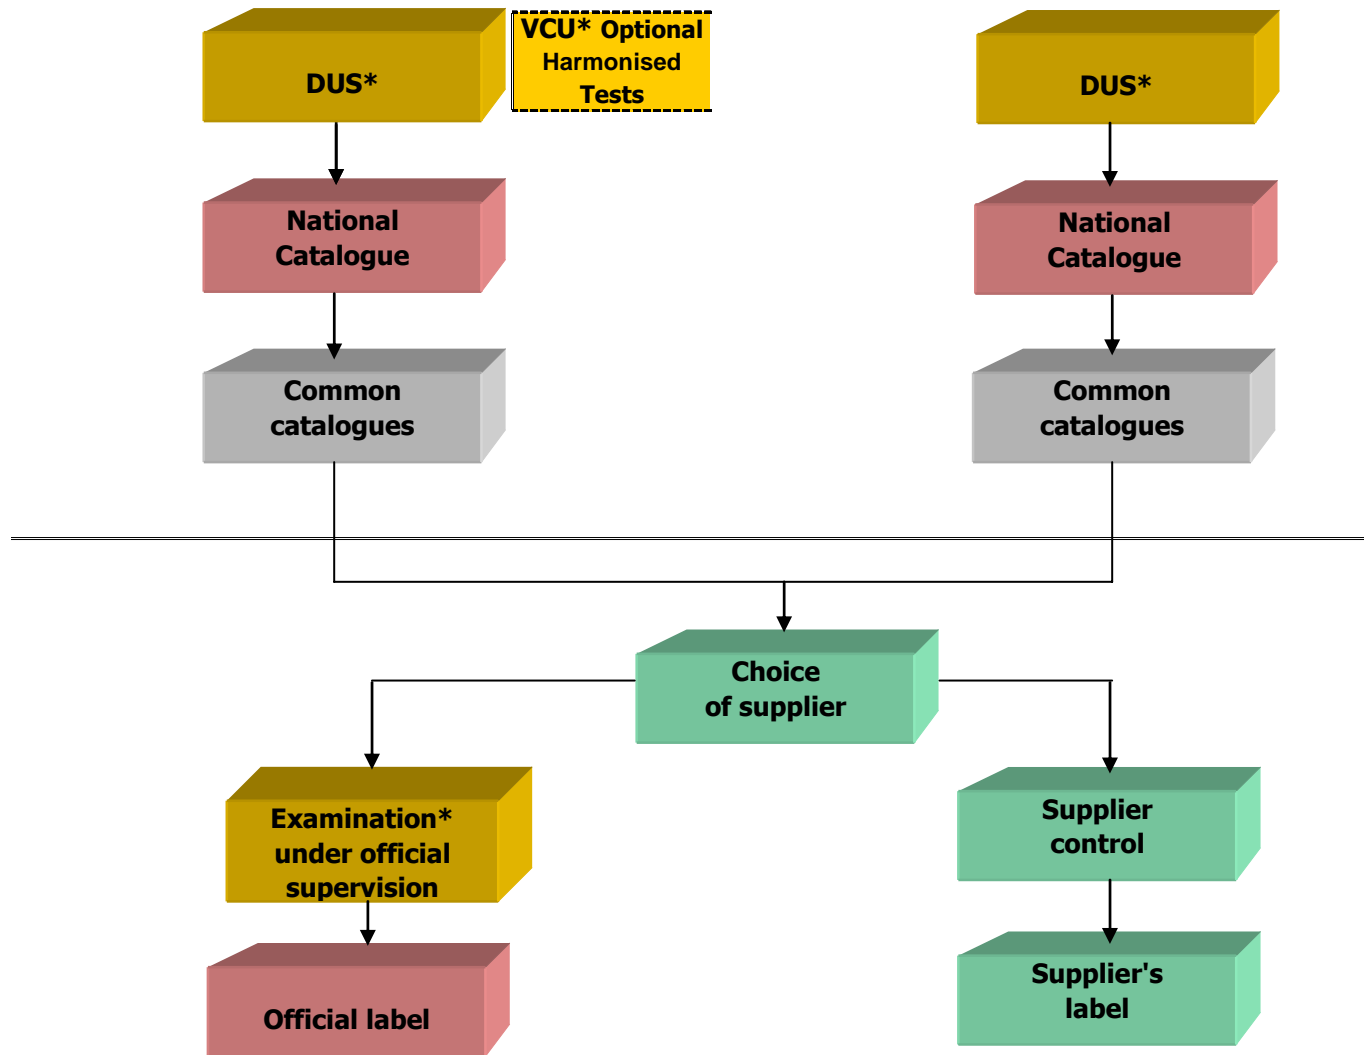 DUS*
VCU* Optional
Harmonised
Tests
DUS*
National
Catalogue
National
Catalogue
Common
catalogues
Common
catalogues
Choice
of supplier
Examination*
under official
supervision
Supplier
control
Official label
Supplier's
label